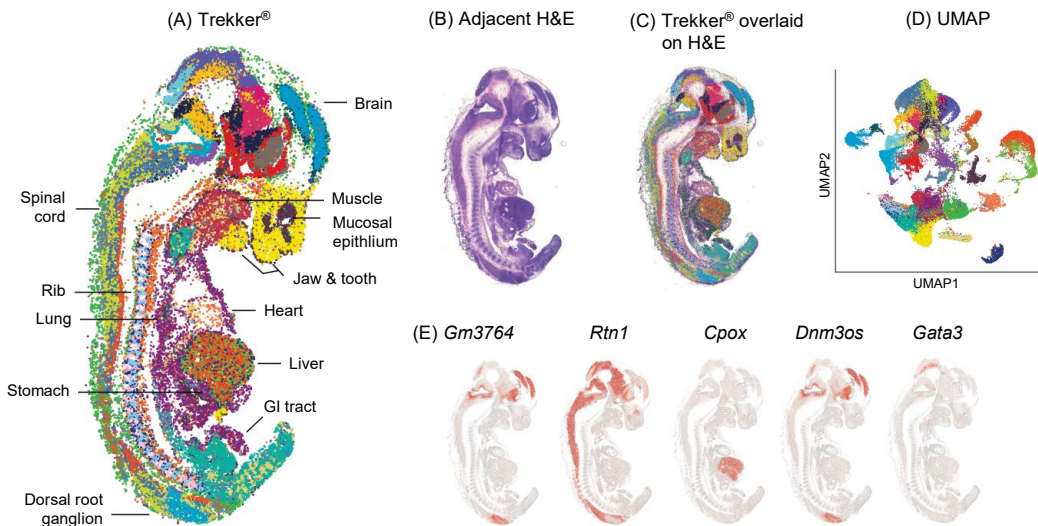 (A) Trekker®
Brain
Spinal
cord
Muscle
Mucosal
epithlium
Jaw & tooth
Rib
Lung
Heart
Liver
Stomach
GI tract
Dorsal root
ganglion
(B) Adjacent H&E
(C) Trekker® overlaid
on H&E
(D) UMAP
UMAP2
UMAP1
(E) Gm3764
Rtn1
Cpox
Dnm3os
Gata3